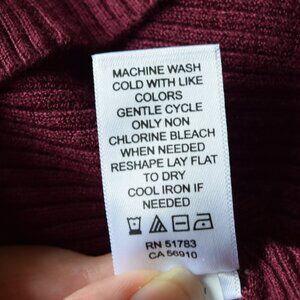 MACHINE WASH
COLD WITH LIKE
COLORS
GENTLE CYCLE
ONLY NON
CHLORINE BLEACH
WHEN NEEDED
RESHAPE LAY FLAT
TO DRY
COOL IRON IF
NEEDED
RN 51783
CA 56910